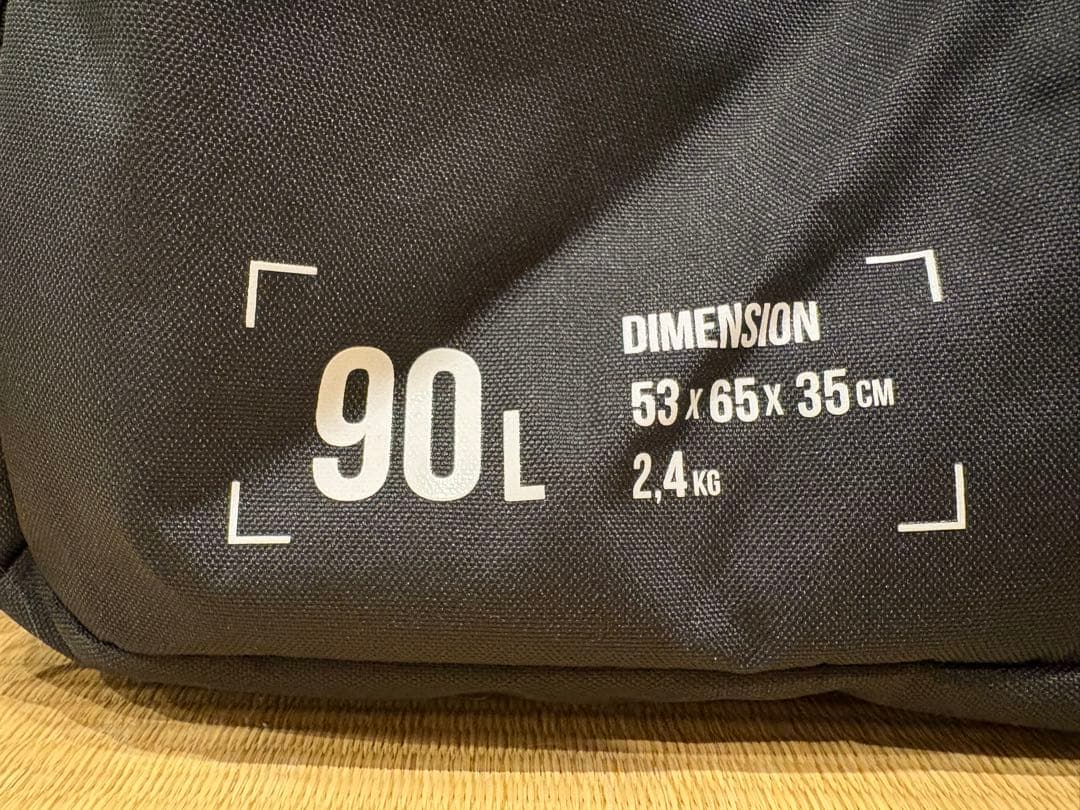 90L
DIMENSION
53 x 65 x 35 CM
2,4 KG